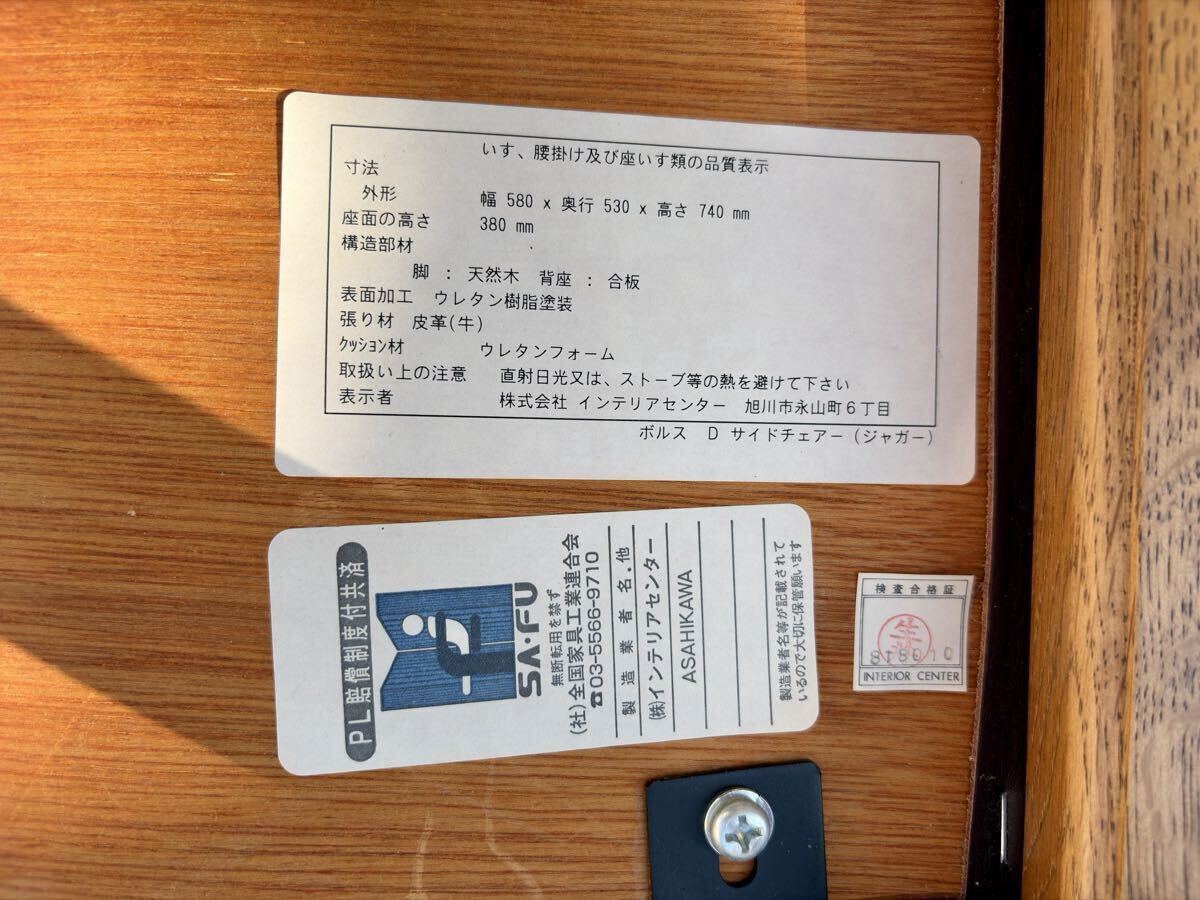 いす、腰掛け及び座いす類の品質表示
寸法
外形 幅 580 x 奥行 530 x 高さ 740 mm
座面の高さ 380 mm
構造部材
脚 : 天然木 背座 : 合板
表面加工 ウレタン樹脂塗装
張り材 皮革(牛)
ｸｯｼｮﾝ材 ウレタンフォーム
取扱い上の注意 直射日光又は、ストーブ等の熱を避けて下さい
表示者 株式会社 インテリアセンター 旭川市永山町６丁目
ボルス D サイドチェアー (ジャガー)
PL賠償制度付共済
SA・FU
無断転用を禁ず
(社)全国家具工業連合会
☎03-5566-9710
製造業者名.他
(株)インテリアセンター
ASAHIKAWA
製造業者名等が記載されて
いるので大切に保管願います
検査合格証
INTERIOR CENTER